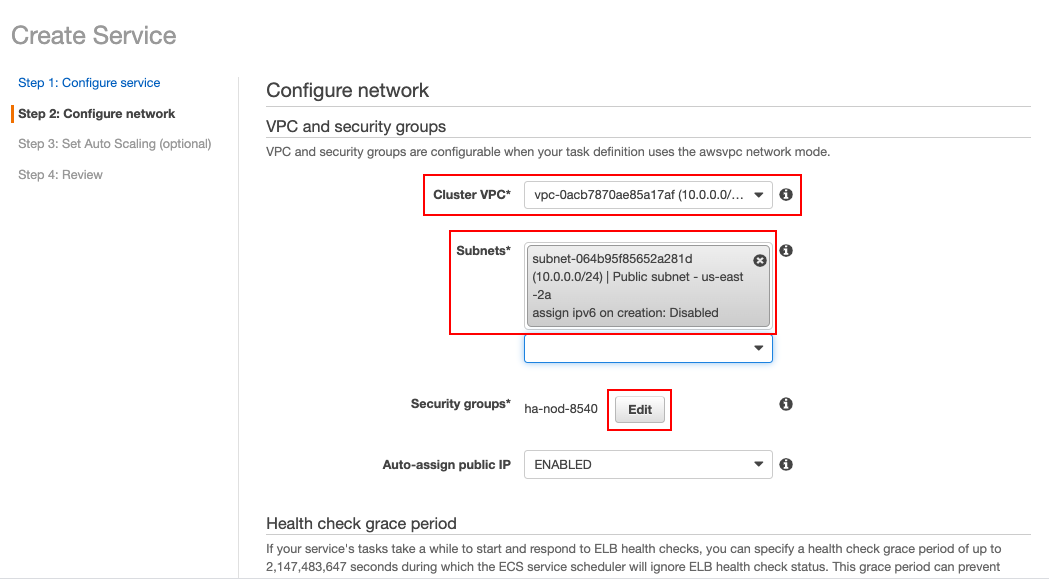 Create Service
Step 1: Configure service
Step 2: Configure network
Step 3: Set Auto Scaling (optional)
Step 4: Review
Configure network
VPC and security groups
VPC and security groups are configurable when your task definition uses the awsvpc network mode.
Cluster VPC* vpc-0acb7870ae85a17af (10.0.0.0/...
Subnets* subnet-064b95f85652a281d
(10.0.0.0/24) | Public subnet - us-east
-2a
assign ipv6 on creation: Disabled
Security groups* ha-nod-8540 Edit
Auto-assign public IP ENABLED
Health check grace period
If your service's tasks take a while to start and respond to ELB health checks, you can specify a health check grace period of up to
2,147,483,647 seconds during which the ECS service scheduler will ignore ELB health check status. This grace period can prevent